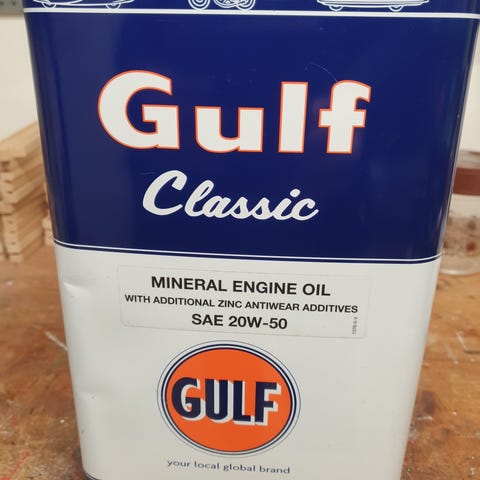 Gulf
Classic
MINERAL ENGINE OIL
WITH ADDITIONAL ZINC ANTIWEAR ADDITIVES
SAE 20W-50
GULF
your local global brand